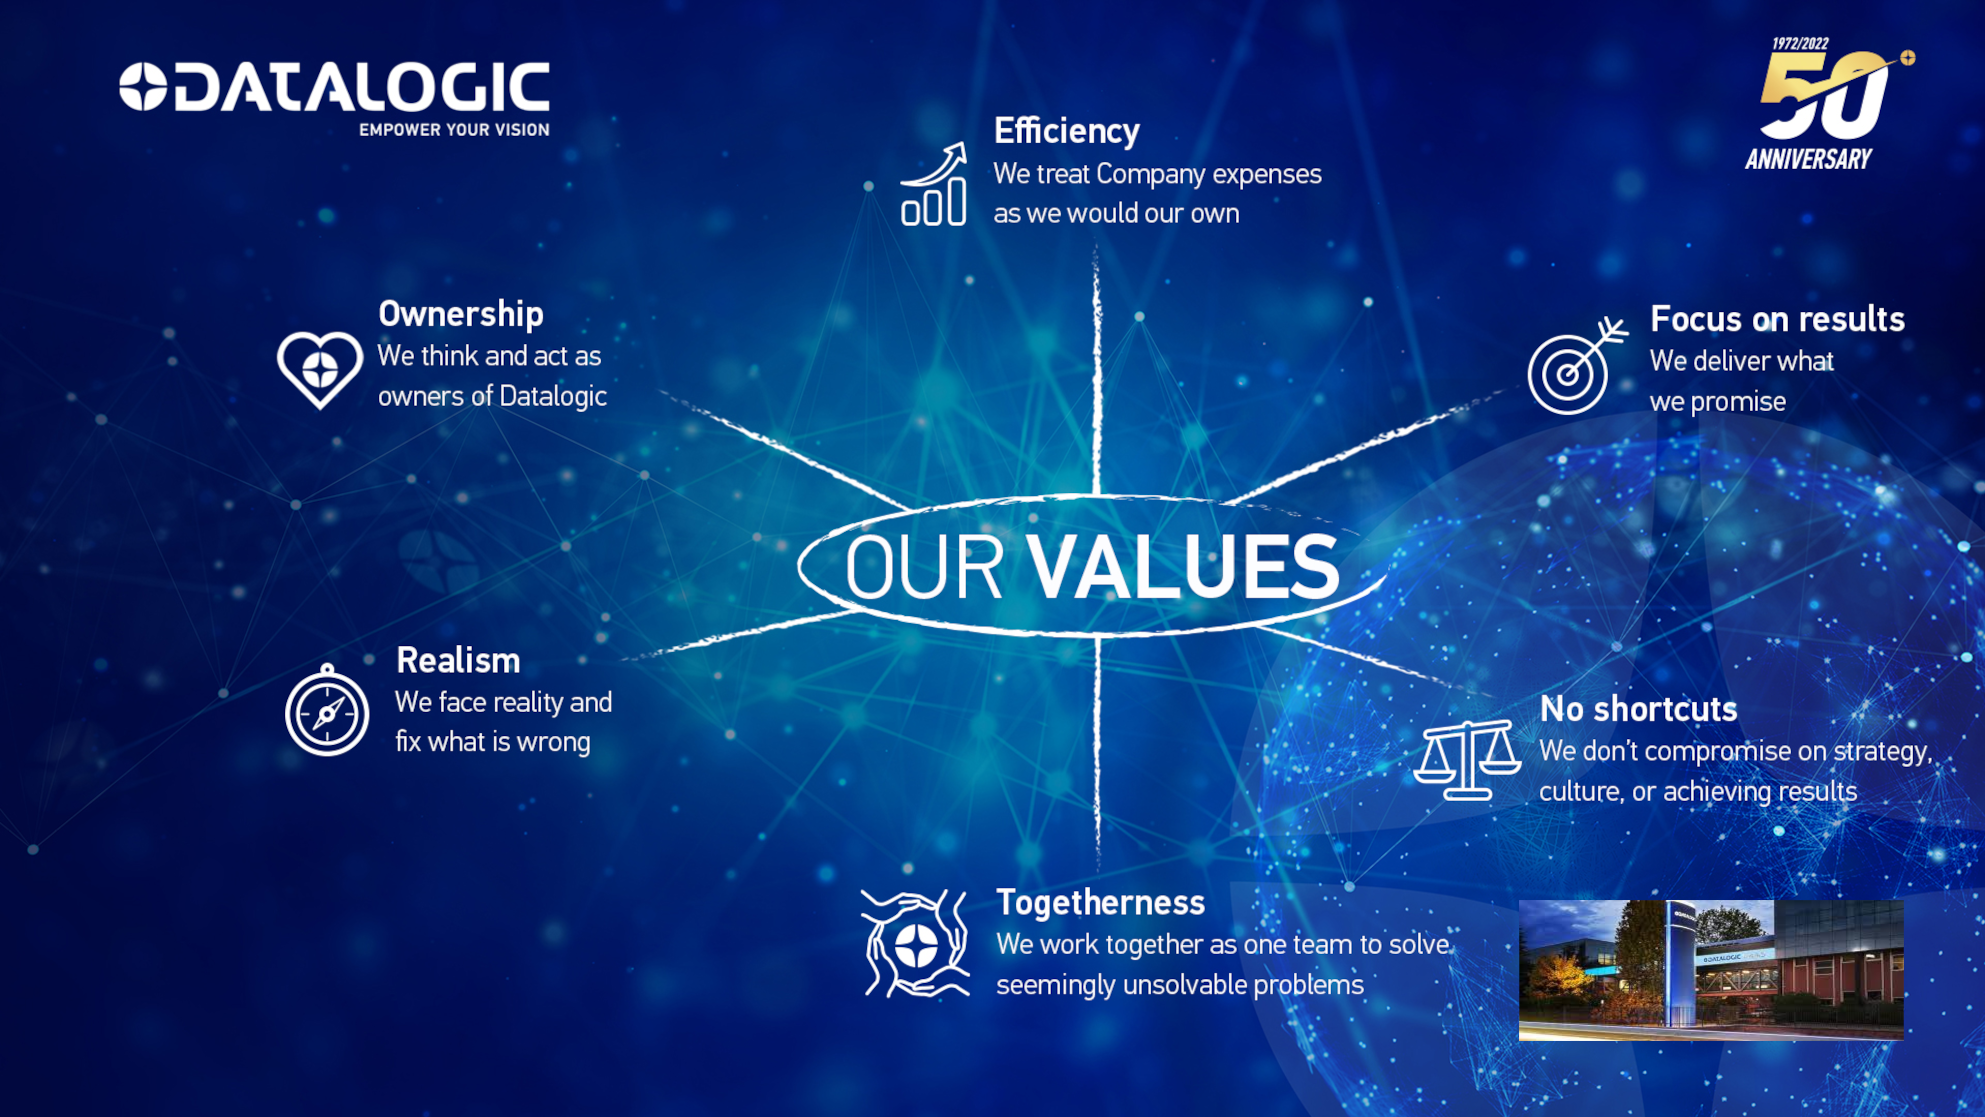 DATALOGIC
EMPOWER YOUR VISION
1972/2022
50
ANNIVERSARY
Efficiency
We treat Company expenses
as we would our own
Ownership
We think and act as
owners of Datalogic
Focus on results
We deliver what
we promise
OUR VALUES
Realism
We face reality and
fix what is wrong
No shortcuts
We don't compromise on strategy,
culture, or achieving results
Togetherness
We work together as one team to solve
seemingly unsolvable problems
DATALOGIC